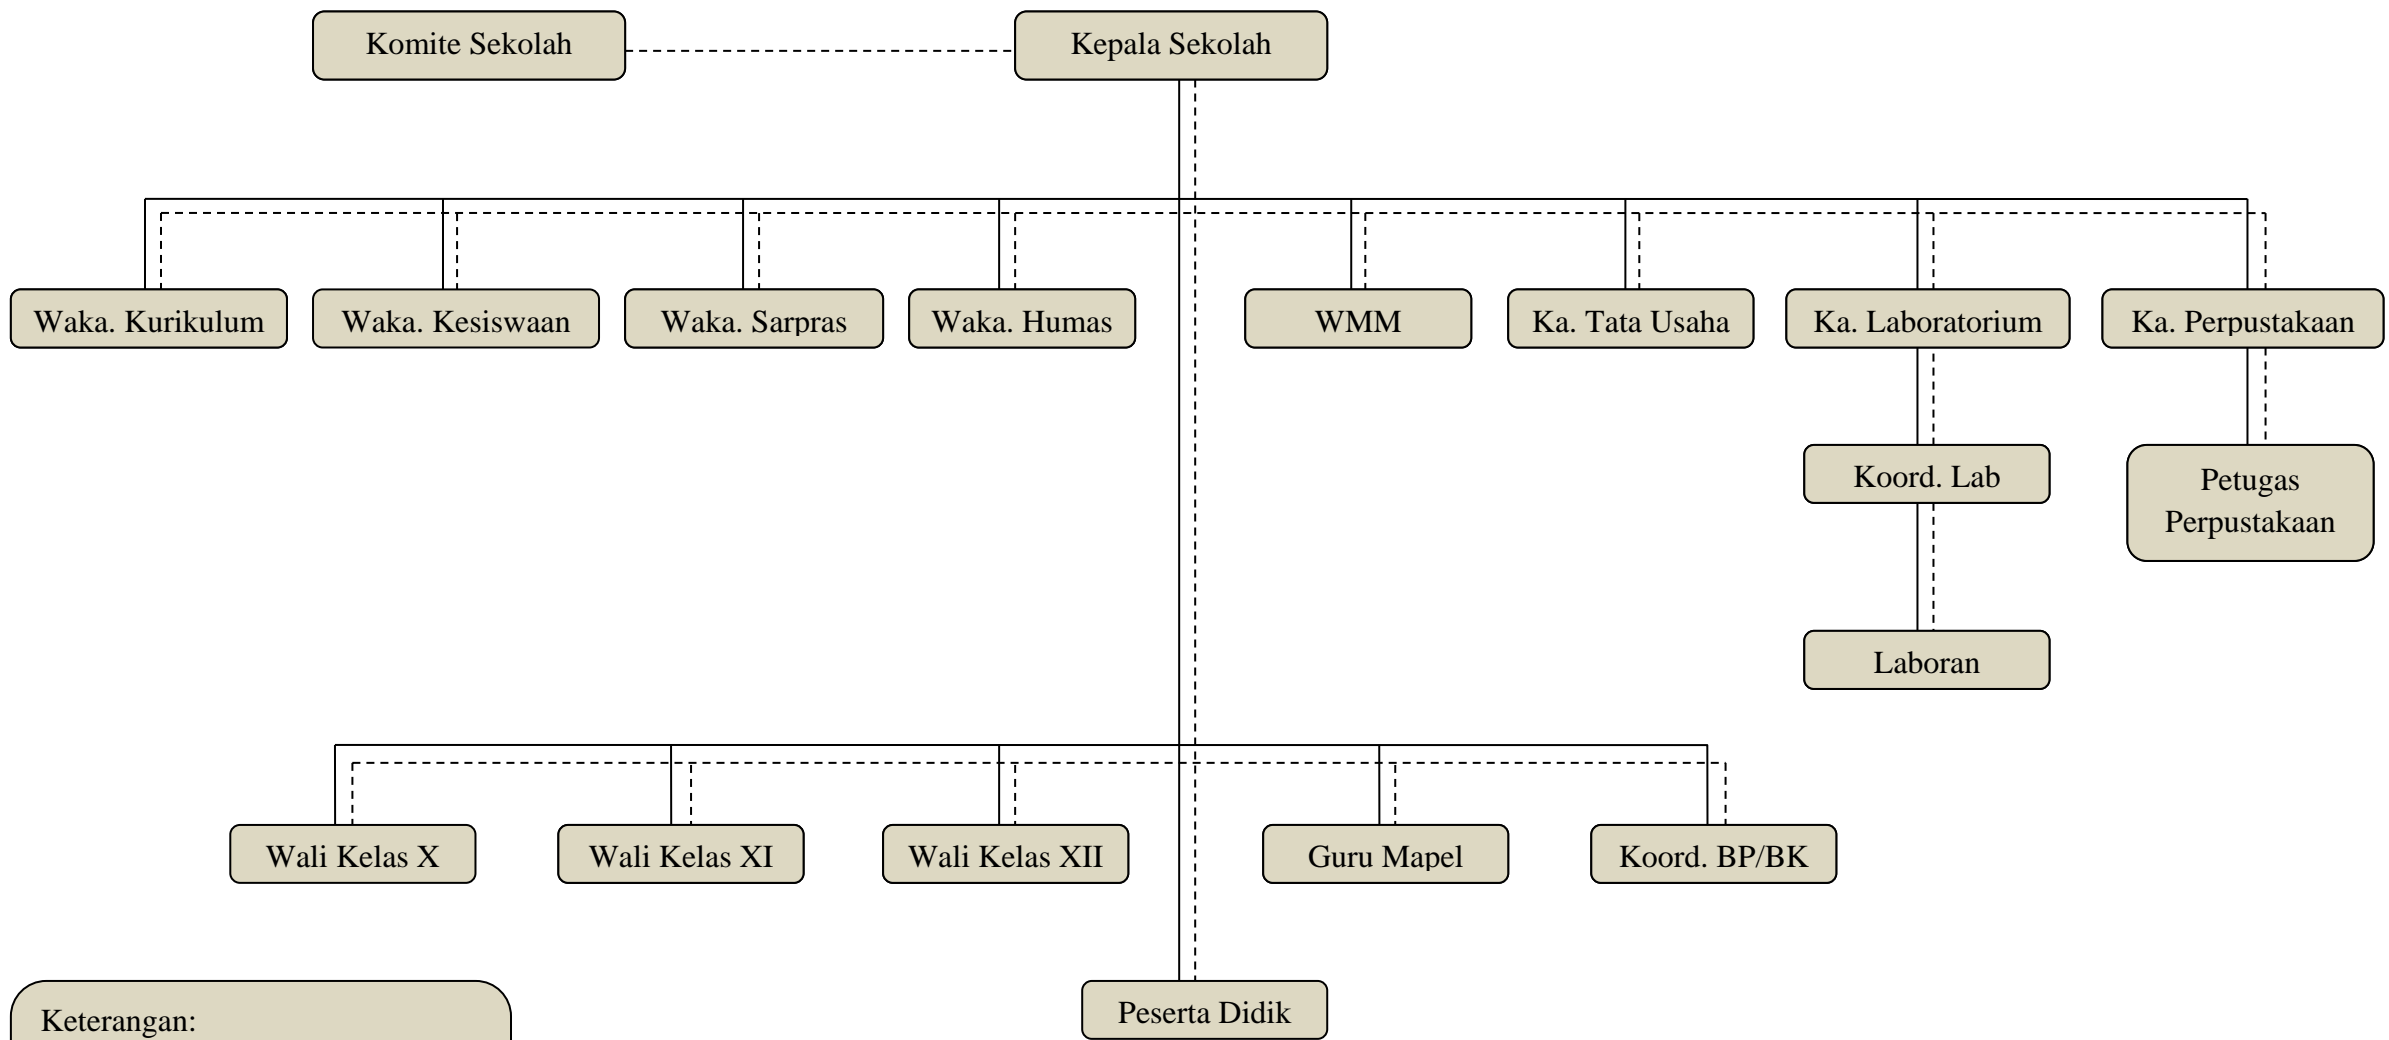 Komite Sekolah
Kepala Sekolah
Waka. Kurikulum
Waka. Kesiswaan
Waka. Sarpras
Waka. Humas
WMM
Ka. Tata Usaha
Ka. Laboratorium
Ka. Perpustakaan
Koord. Lab
Petugas
Perpustakaan
Laboran
Wali Kelas X
Wali Kelas XI
Wali Kelas XII
Guru Mapel
Koord. BP/BK
Peserta Didik
Keterangan: